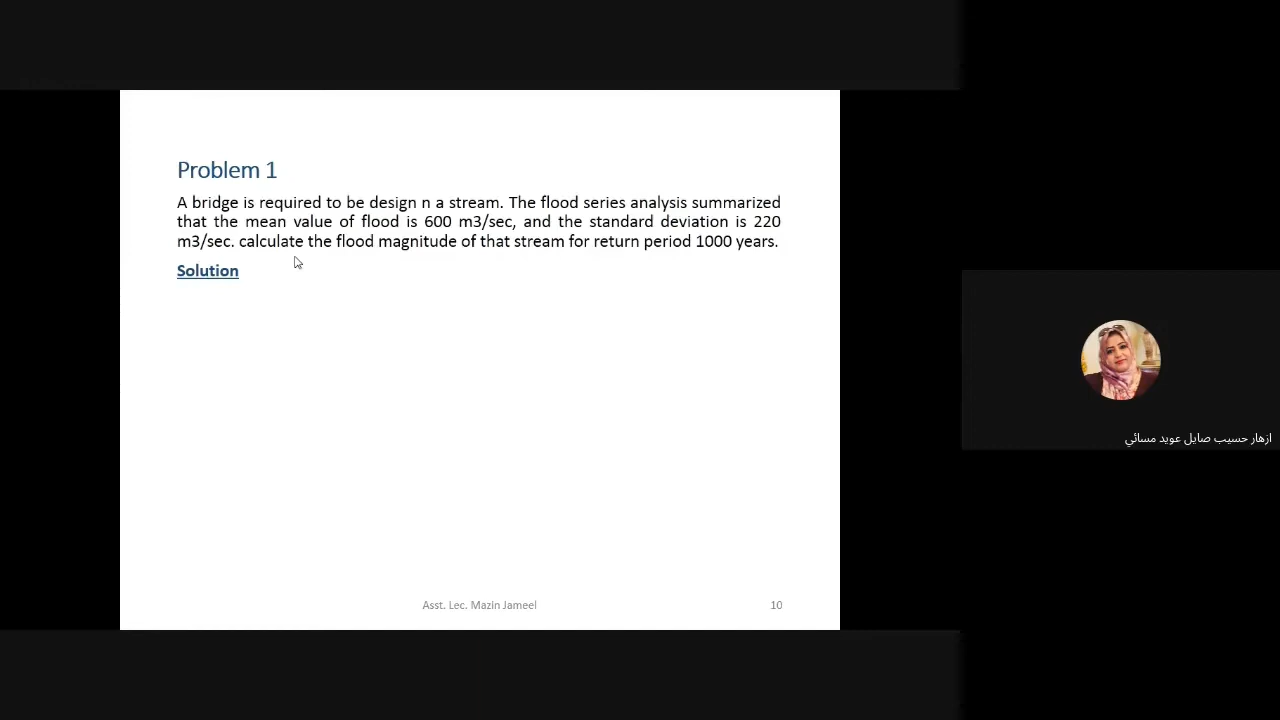 Problem 1
A bridge is required to be design n a stream. The flood series analysis summarized
that the mean value of flood is 600 m3/sec, and the standard deviation is 220
m3/sec. calculate the flood magnitude of that stream for return period 1000 years.
Solution
ازهار حسيب صايل عويد مسائي
Asst. Lec. Mazin Jameel
10